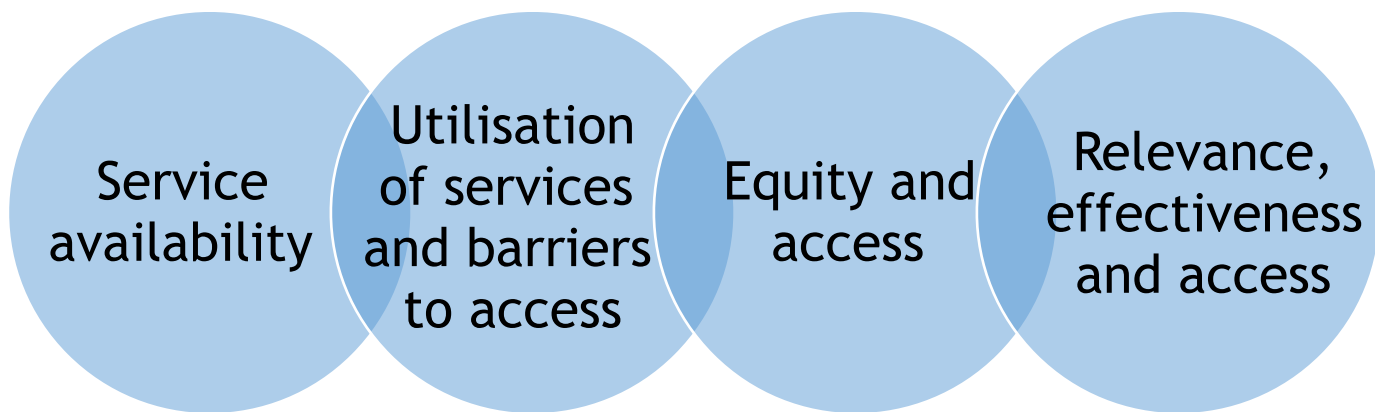 Service
availability
Utilisation
of services
and barriers
to access
Equity and
access
Relevance,
effectiveness
and access